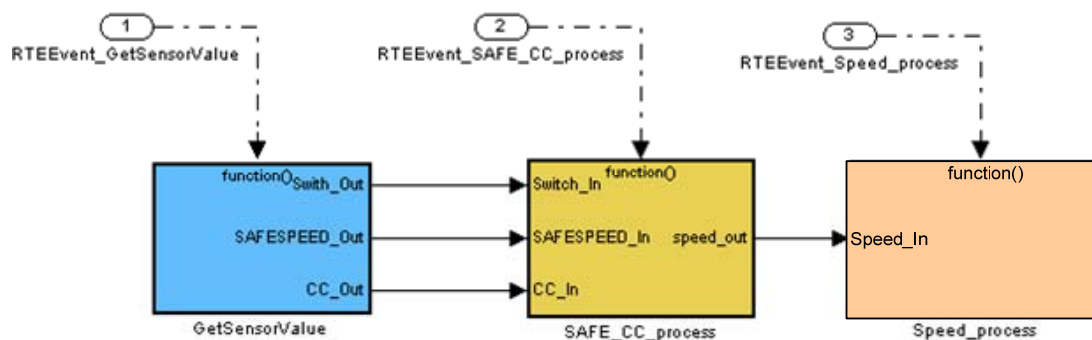 1
RTEEvent_GetSensorValue
2
RTEEvent_SAFE_CC_process
3
RTEEvent_Speed_process
function()
Swith_Out
SAFESPEED_Out
CC_Out
GetSensorValue
function()
Switch_In
SAFESPEED_In
speed_out
CC_In
SAFE_CC_process
function()
Speed_In
Speed_process